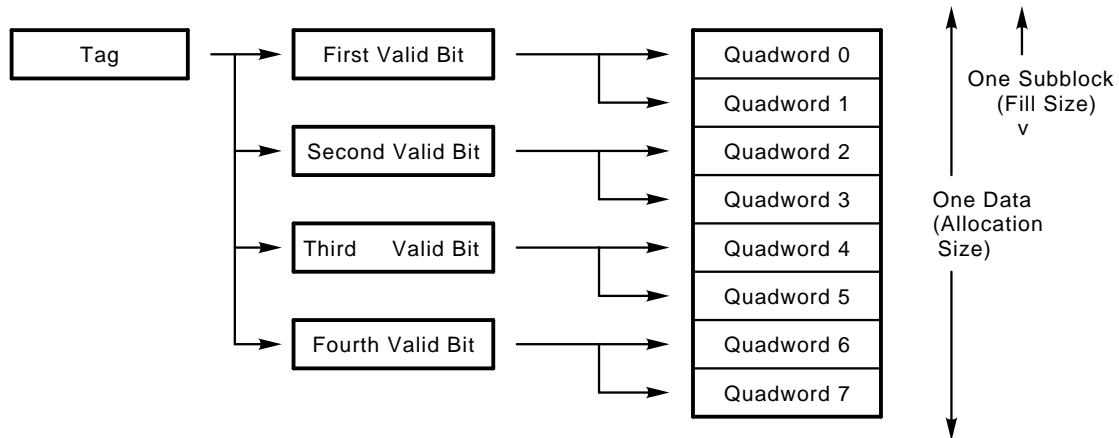 Tag
First Valid Bit
Second Valid Bit
Third Valid Bit
Fourth Valid Bit
Quadword 0
Quadword 1
Quadword 2
Quadword 3
Quadword 4
Quadword 5
Quadword 6
Quadword 7
One Subblock
(Fill Size)
v
One Data
(Allocation
Size)